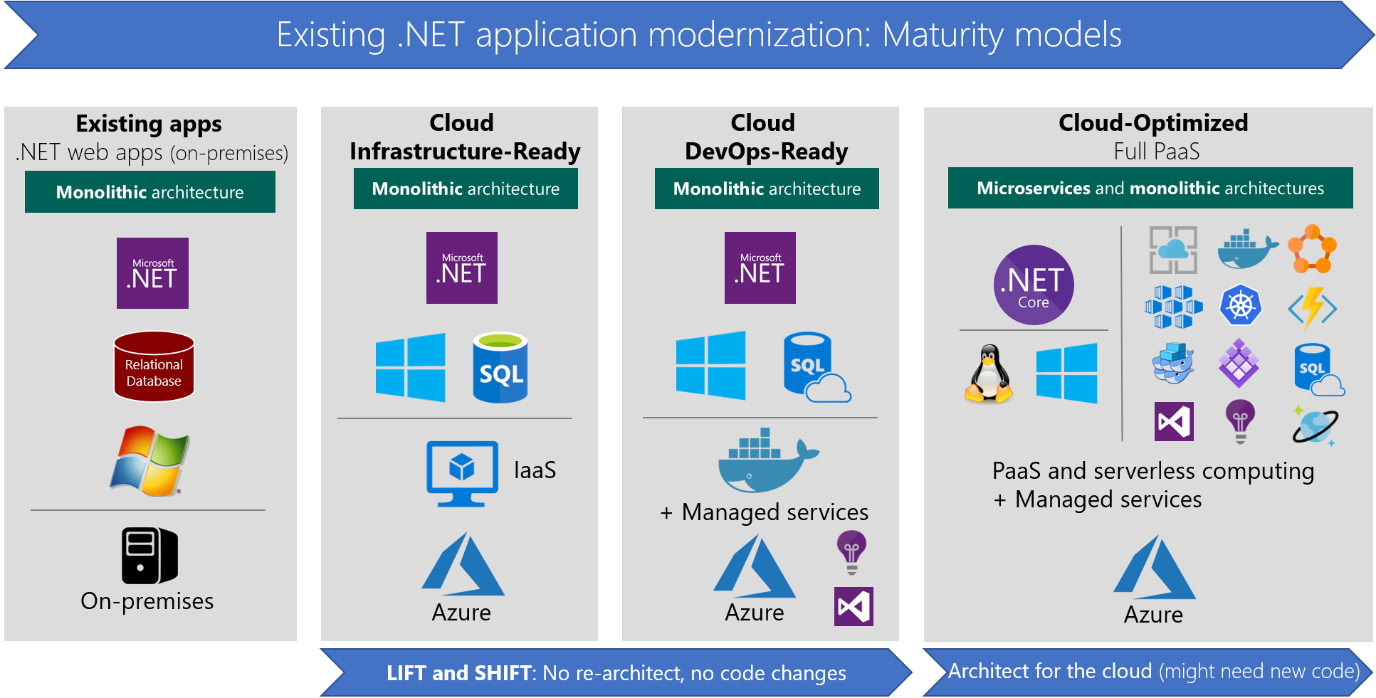 Existing .NET application modernization: Maturity models
Existing apps
.NET web apps (on-premises)
Monolithic architecture
Microsoft
.NET
Relational
Database
On-premises
Cloud
Infrastructure-Ready
Monolithic architecture
Microsoft
.NET
SQL
IaaS
Azure
Cloud
DevOps-Ready
Monolithic architecture
Microsoft
.NET
SQL
+ Managed services
Azure
Cloud-Optimized
Full PaaS
Microservices and monolithic architectures
.NET
Core
SQL
PaaS and serverless computing
+ Managed services
Azure
LIFT and SHIFT: No re-architect, no code changes
Architect for the cloud (might need new code)